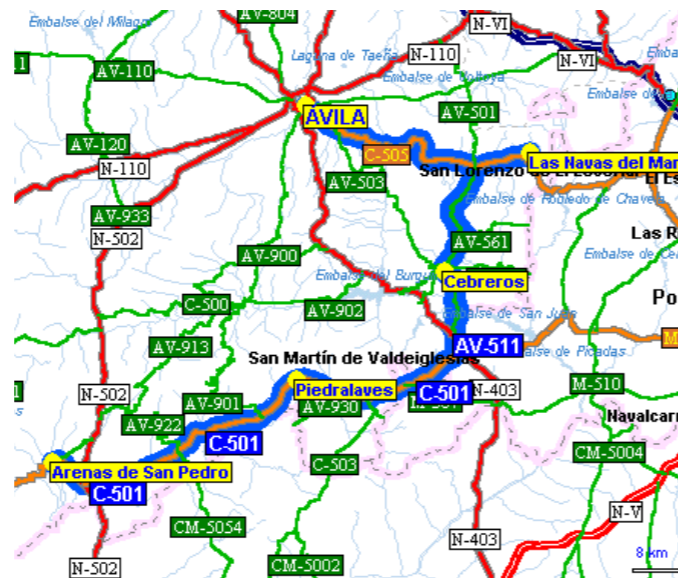 AV-804
Embalse del Milagro
N-VI
AV-110
Laguna de Taeña
N-110
N-VI
Embalse de
AV-501
ÁVILA
AV-120
C-505
Las Navas del Mar
N-110
San Lorenzo de El Escorial
El Es
AV-503
Embalse de Robledo de Chavela
AV-933
Las R
N-502
AV-561
AV-900
Embalse de Ce
Embalse del Burgu
Cebreros
C-500
Po
AV-902
Embalse de San Juan
AV-913
AV-511
San Martín de Valdeiglesias
Embalse de Picadas
M
Piedralaves
M-510
N-502
C-501
N-403
AV-901
AV-930
Navalcarn
AV-922
C-501
CM-5004
Arenas de San Pedro
C-503
C-501
N-V
CM-5054
N-403
8 km
N-502
CM-5002